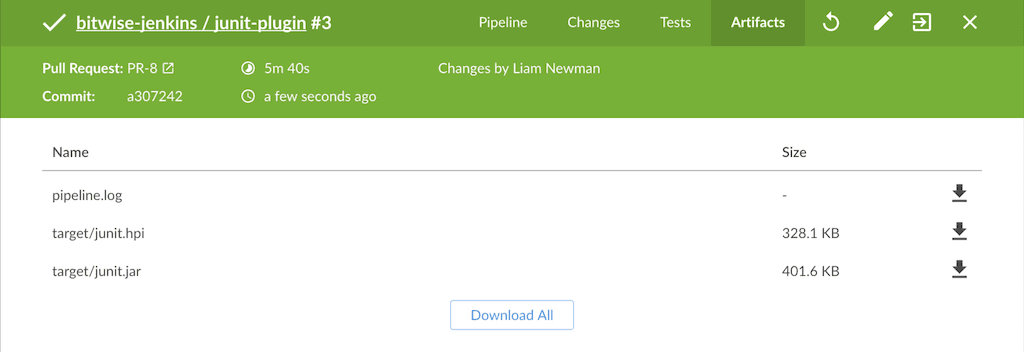 bitwise-jenkins / junit-plugin #3 Pipeline Changes Tests Artifacts
Pull Request: PR-8 5m 40s Changes by Liam Newman
Commit: a307242 a few seconds ago
Name Size
pipeline.log -
target/junit.hpi 328.1 KB
target/junit.jar 401.6 KB
Download All